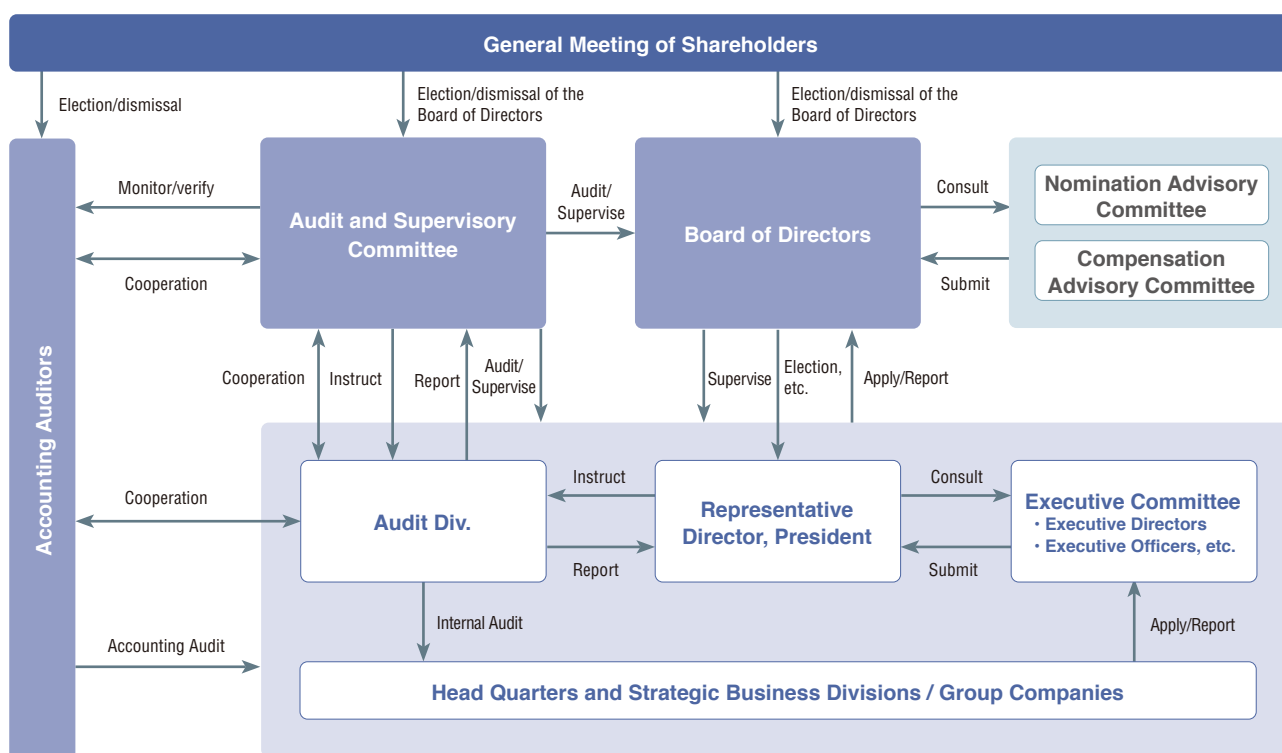 General Meeting of Shareholders
Election/dismissal
Election/dismissal of the
Board of Directors
Election/dismissal of the
Board of Directors
Accounting Auditors
Monitor/verify
Cooperation
Audit and Supervisory
Committee
Audit/
Supervise
Board of Directors
Consult
Submit
Nomination Advisory
Committee
Compensation
Advisory Committee
Cooperation
Instruct
Report
Audit/
Supervise
Supervise
Election,
etc.
Apply/Report
Cooperation
Audit Div.
Instruct
Report
Representative
Director, President
Consult
Submit
Executive Committee
・Executive Directors
・Executive Officers, etc.
Internal Audit
Apply/Report
Accounting Audit
Head Quarters and Strategic Business Divisions / Group Companies